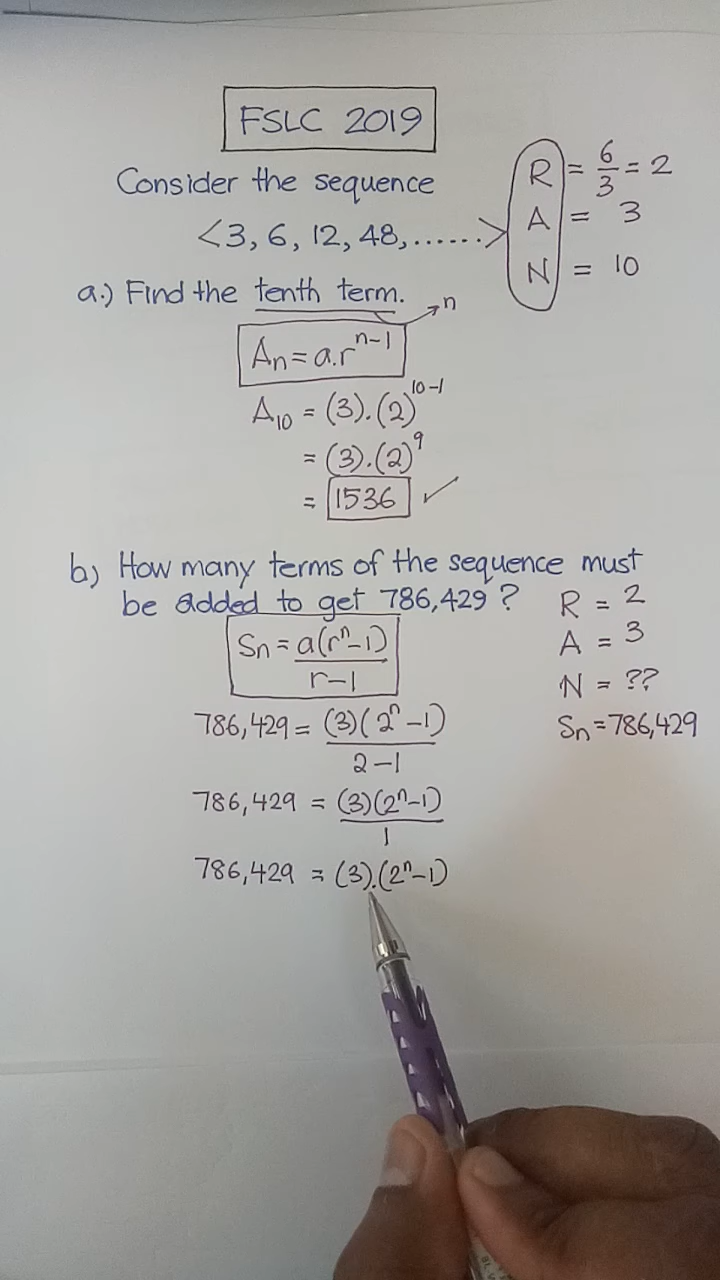 FSLC 2019
Consider the sequence
<3, 6, 12, 48,......>
R = 6/3 = 2
A = 3
N = 10
a.) Find the tenth term.
n
An = a.r^n-1
A10 = (3).(2)^10-1
= (3).(2)^9
= 1536 ✓
b) How many terms of the sequence must
be added to get 786,429?
R = 2
A = 3
N = ??
Sn = 786,429
Sn = a(r^n-1)
r-1
786,429 = (3)(2^n-1)
2-1
786,429 = (3)(2^n-1)
1
786,429 = (3).(2^n-1)